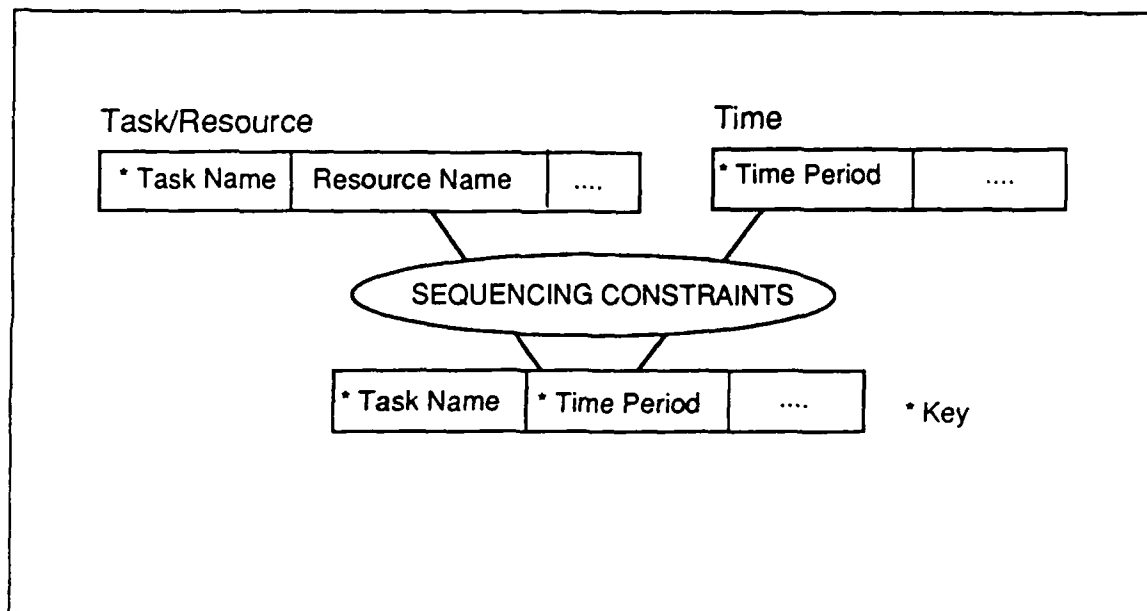 Task/Resource
Time
* Task Name Resource Name ....
* Time Period ....
SEQUENCING CONSTRAINTS
* Task Name * Time Period ....
* Key